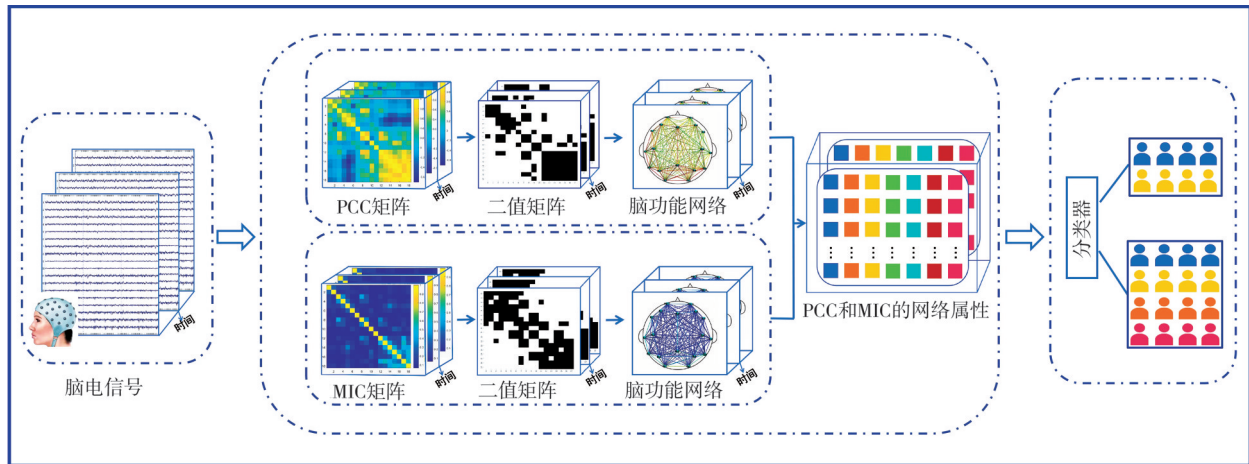 脑电信号
时间
PCC矩阵
时间
二值矩阵
时间
脑功能网络
时间
MIC矩阵
时间
二值矩阵
时间
脑功能网络
时间
PCC和MIC的网络属性
分类器